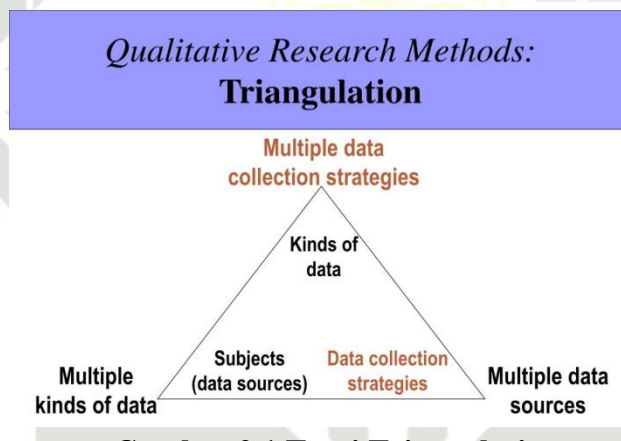 Qualitative Research Methods:
Triangulation
Multiple data
collection strategies
Kinds of
data
Subjects
(data sources)
Data collection
strategies
Multiple
kinds of data
Multiple data
sources